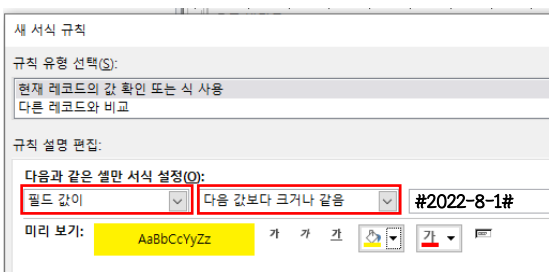 새 서식 규칙
규칙 유형 선택(S):
현재 레코드의 값 확인 또는 식 사용
다른 레코드와 비교
규칙 설명 편집:
다음과 같은 셀만 서식 설정(O):
필드 값이 다음 값보다 크거나 같음 #2022-8-1#
미리 보기: AaBbCcYyZz 가 가 가 가